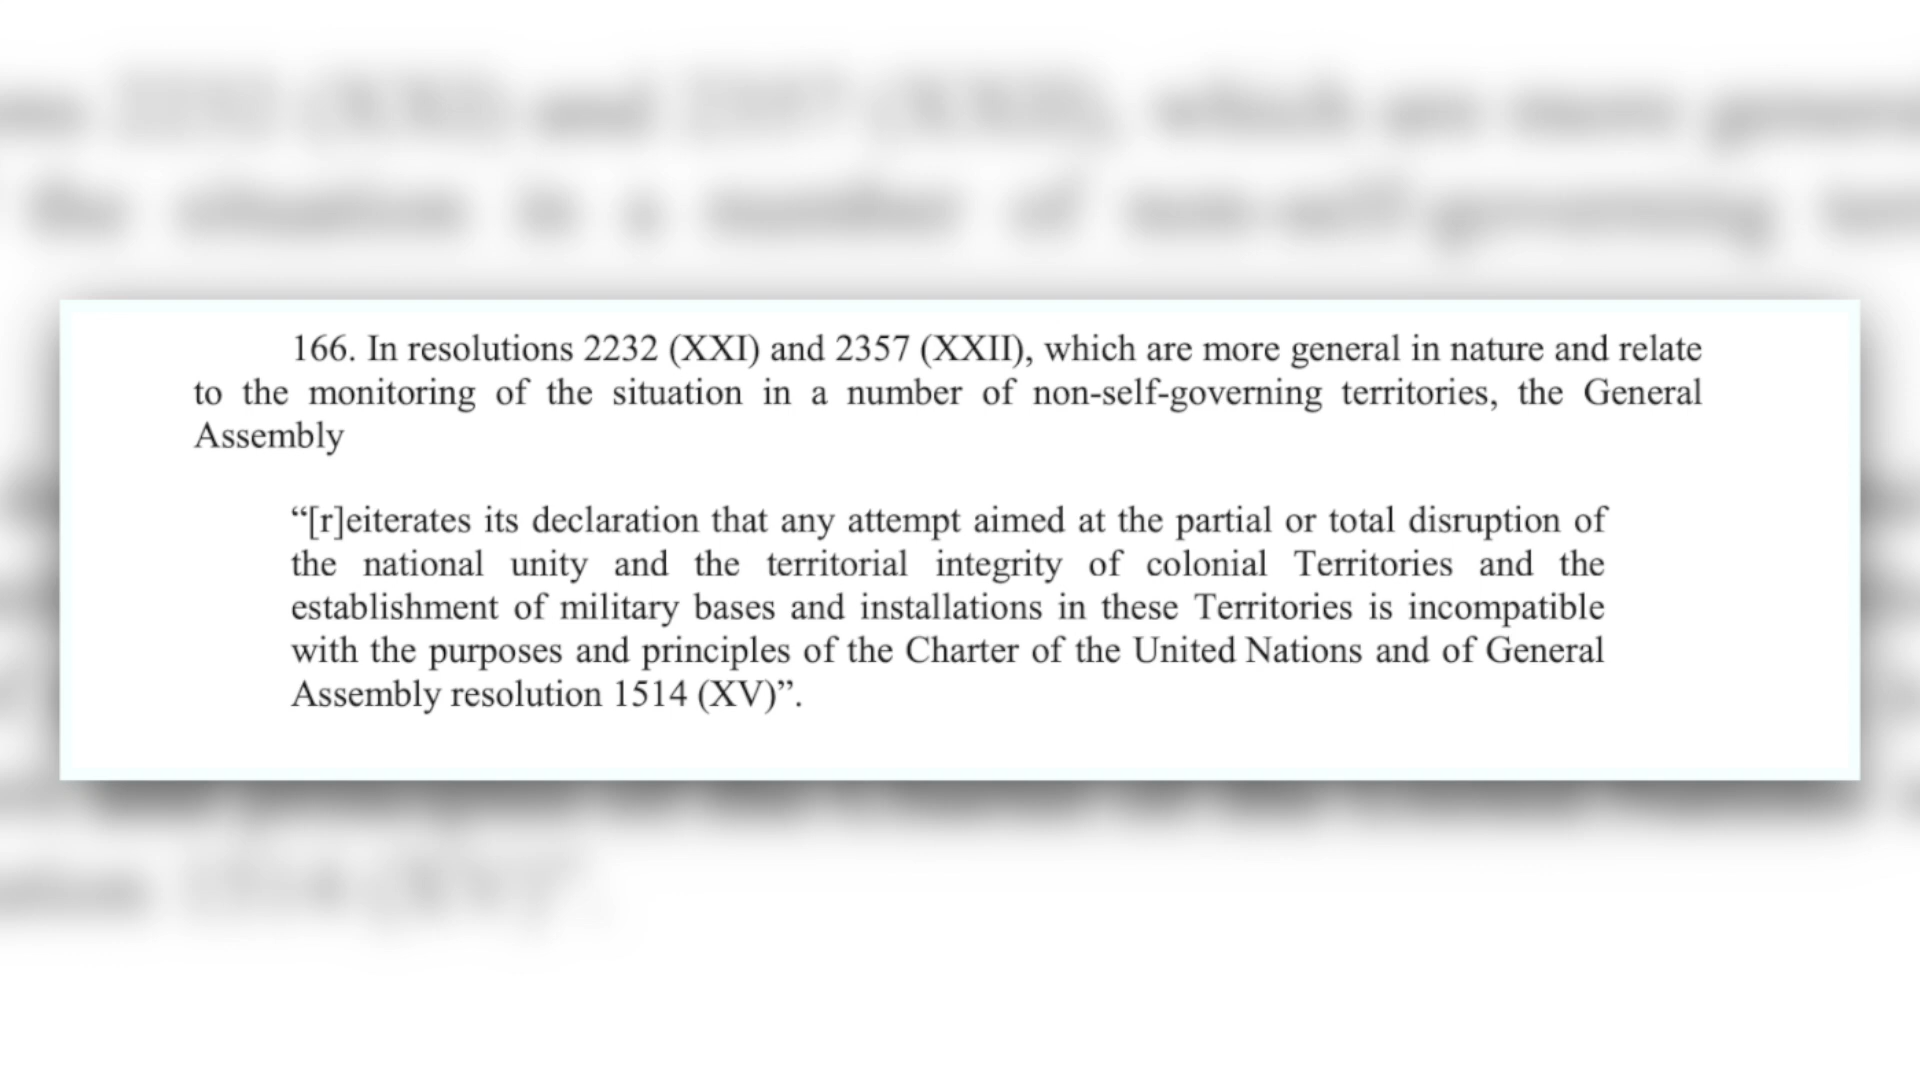 166. In resolutions 2232 (XXI) and 2357 (XXII), which are more general in nature and relate
to the monitoring of the situation in a number of non-self-governing territories, the General
Assembly
“[r]eiterates its declaration that any attempt aimed at the partial or total disruption of
the national unity and the territorial integrity of colonial Territories and the
establishment of military bases and installations in these Territories is incompatible
with the purposes and principles of the Charter of the United Nations and of General
Assembly resolution 1514 (XV)”.